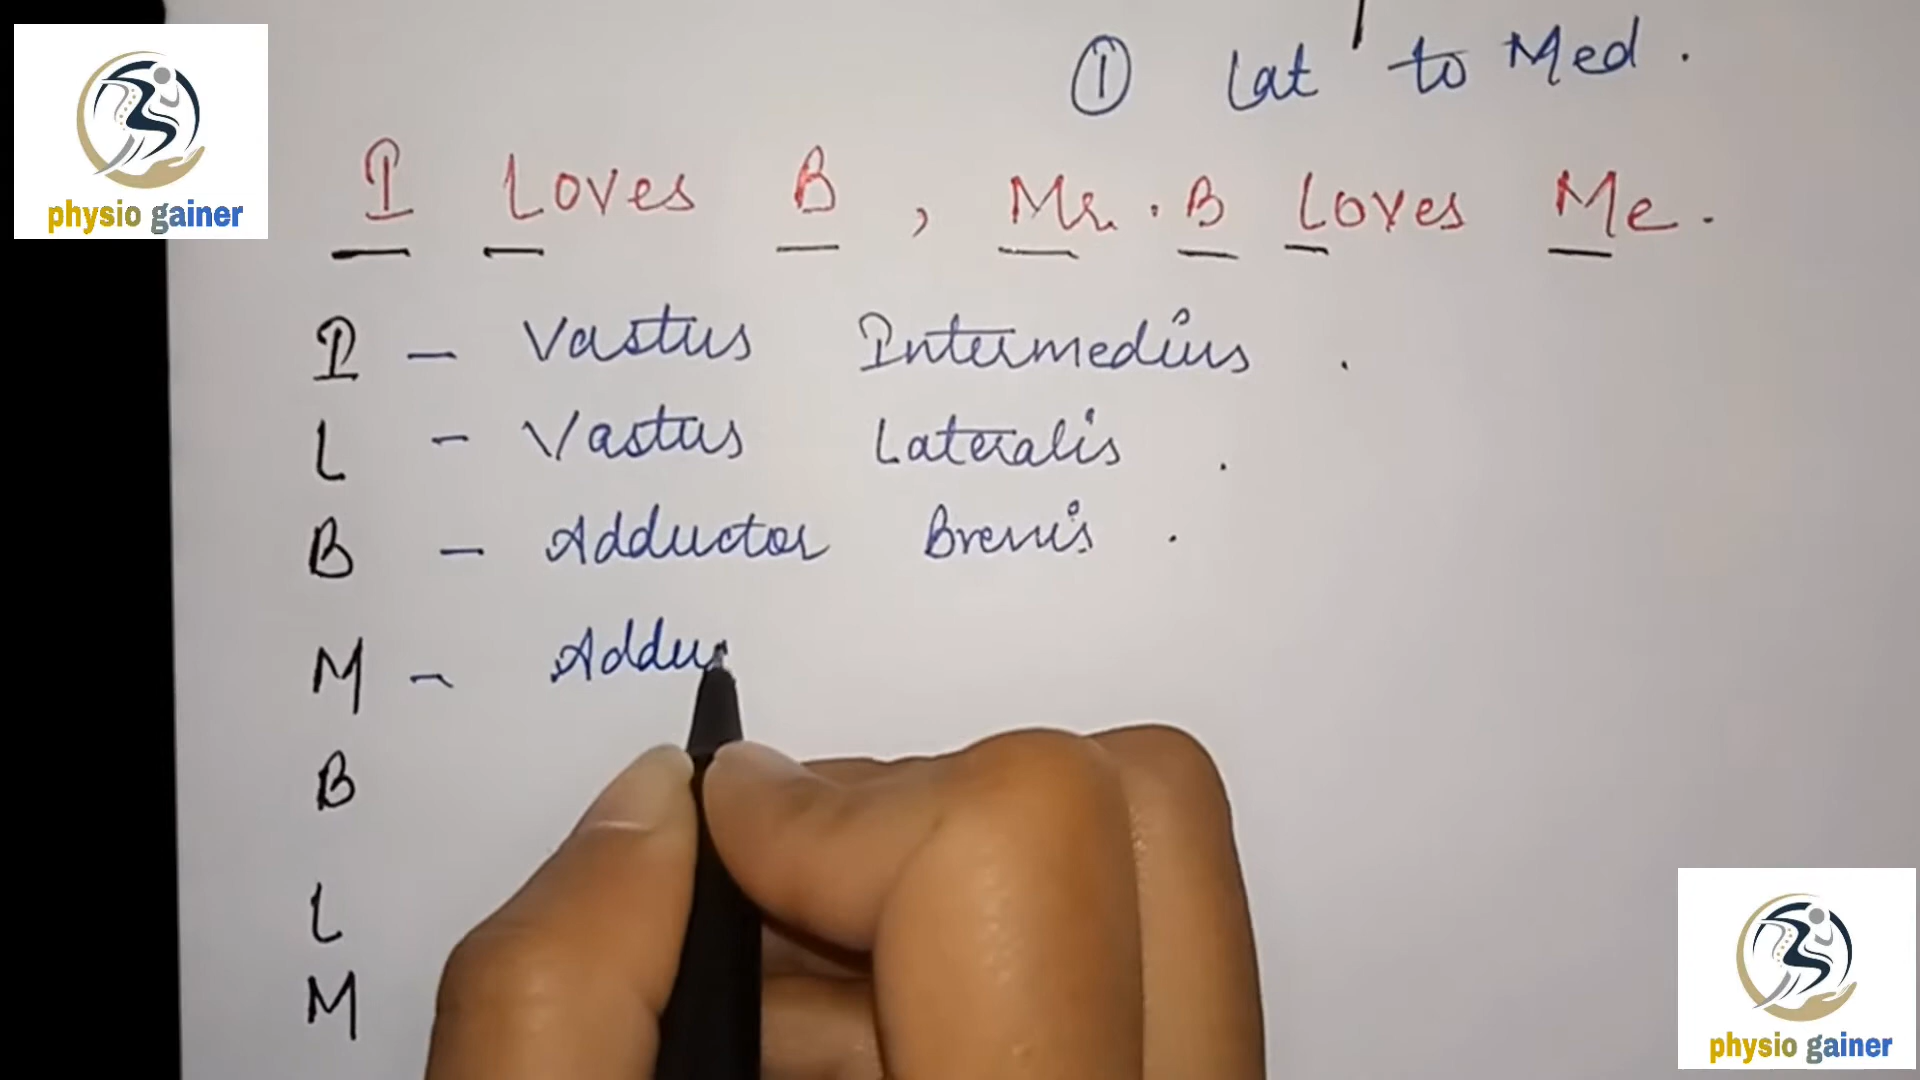 physio gainer
① Lat to Med .
I Loves B , Mr. B Loves Me .
I - Vastus Intermedius .
L - Vastus Lateralis .
B - Adductor Brevis .
M - Addu
B
L
M
physio gainer